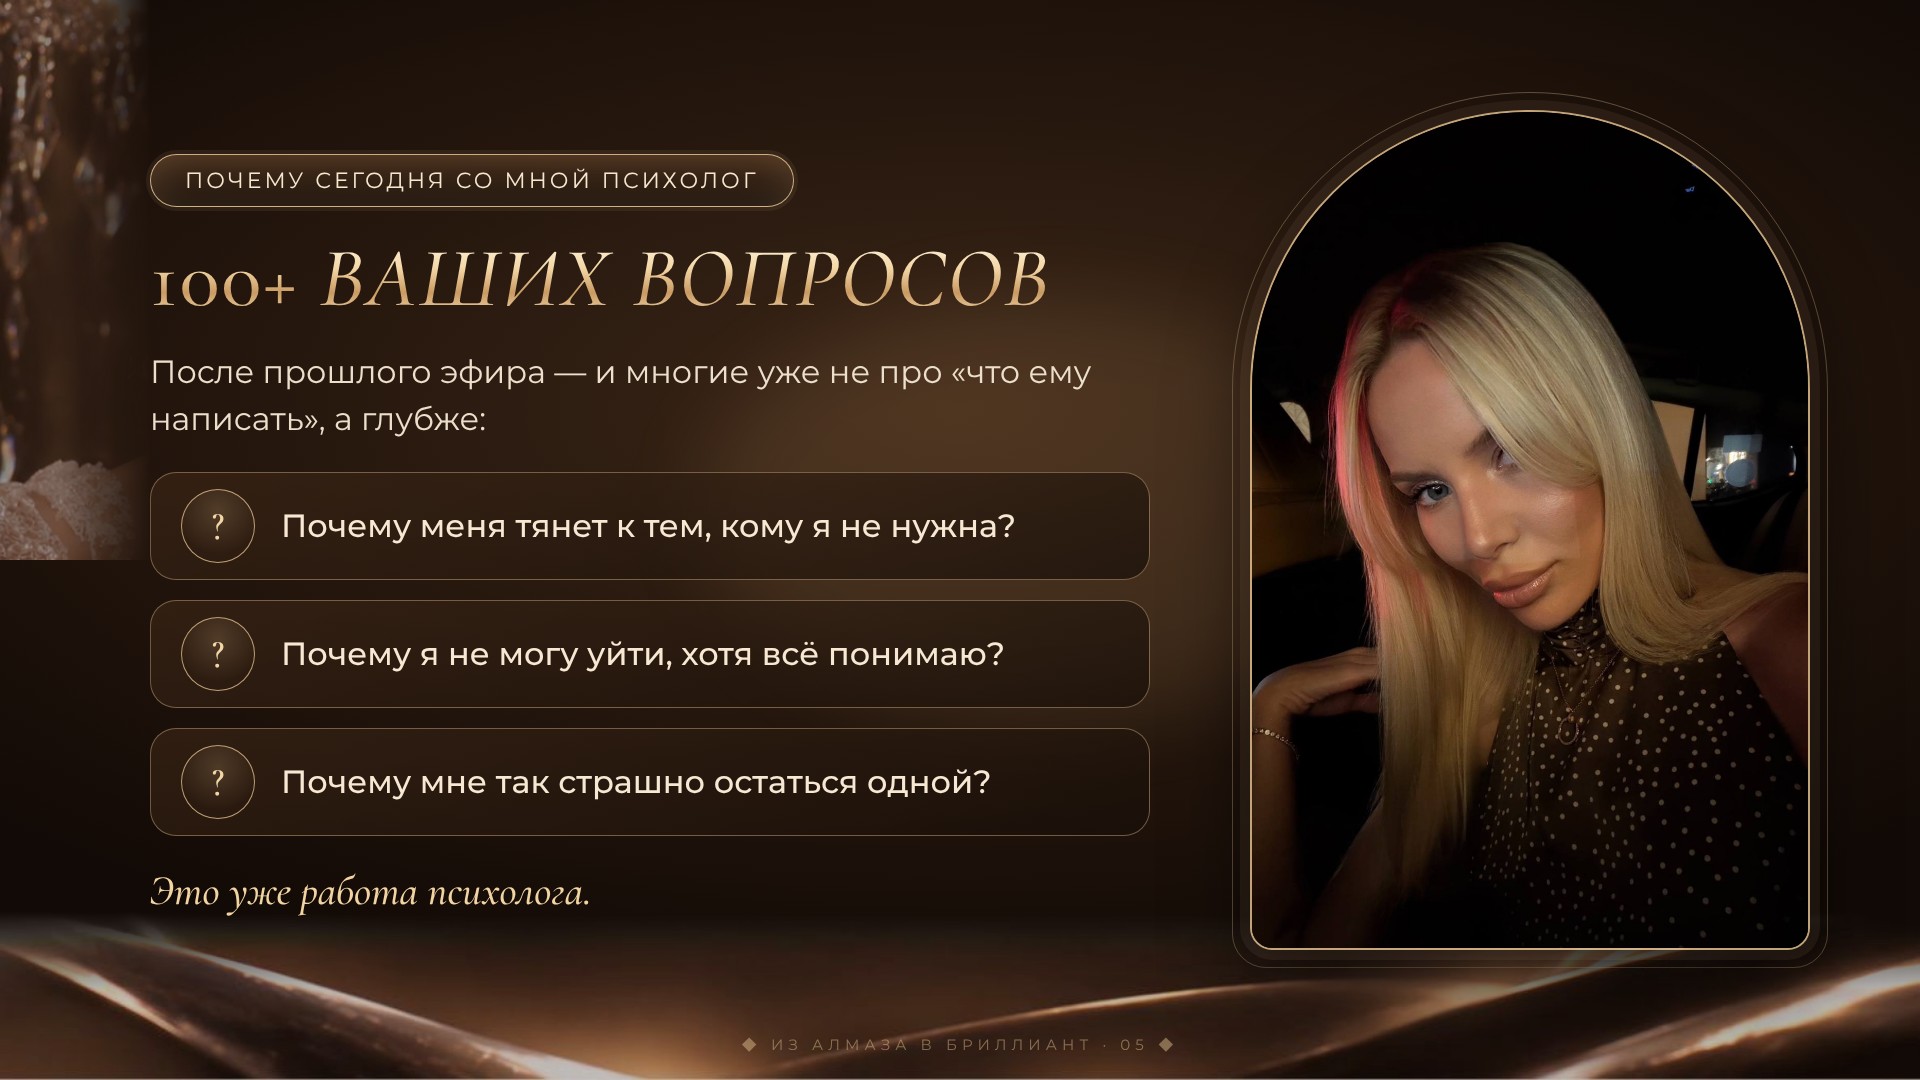 ПОЧЕМУ СЕГОДНЯ СО МНОЙ ПСИХОЛОГ
100+ ВАШИХ ВОПРОСОВ
После прошлого эфира — и многие уже не про «что ему
написать», а глубже:
? Почему меня тянет к тем, кому я не нужна?
? Почему я не могу уйти, хотя всё понимаю?
? Почему мне так страшно остаться одной?
Это уже работа психолога.
◆ ИЗ АЛМАЗА В БРИЛЛИАНТ · 05 ◆